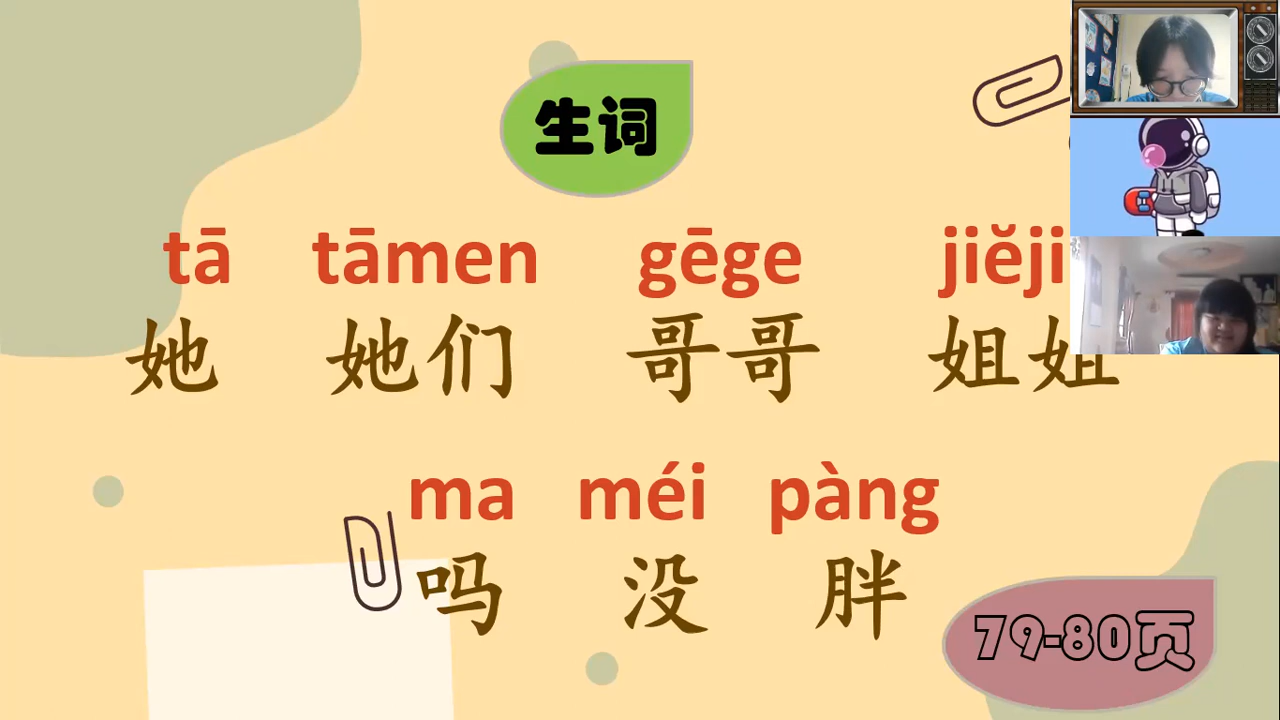 生词
tā tāmen gēge jiěji
她 她们 哥哥 姐姐
ma méi pàng
吗 没 胖
79-80页